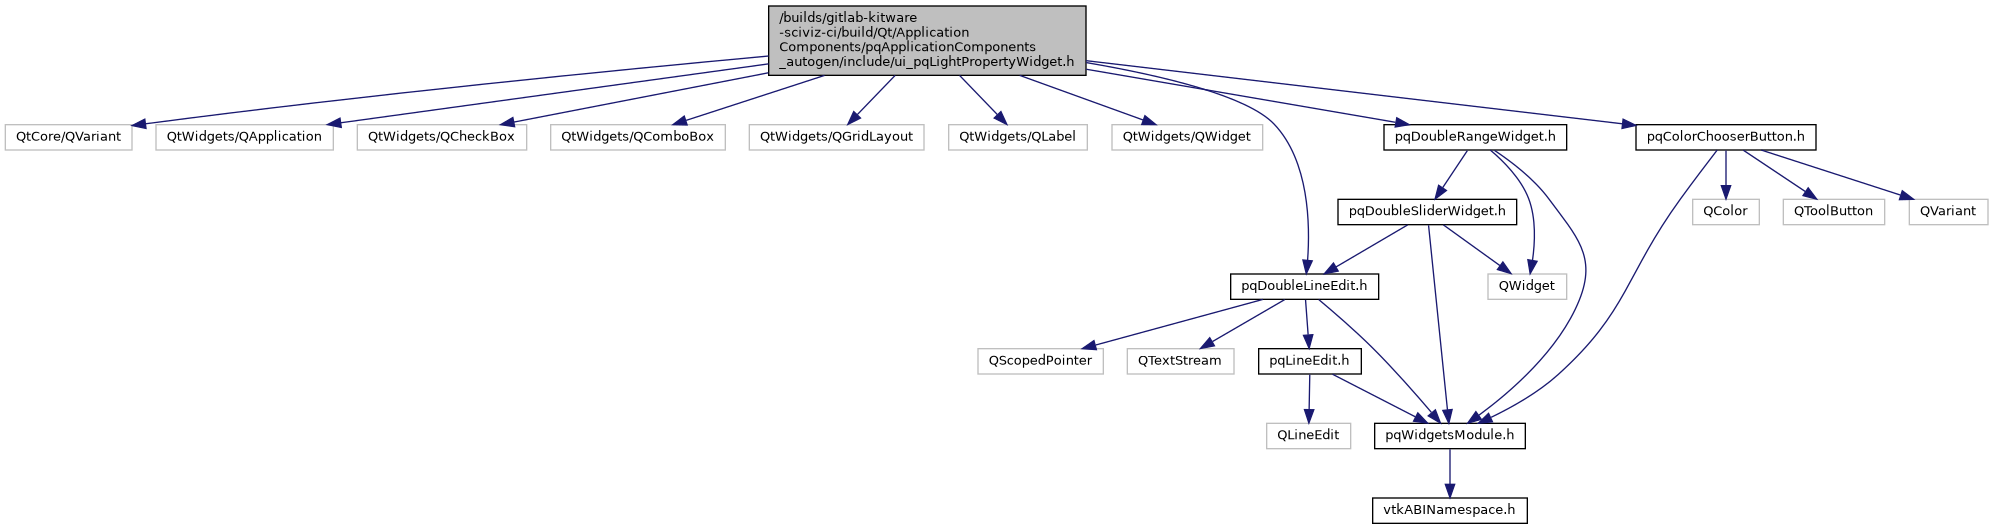 /builds/gitlab-kitware
-sciviz-ci/build/Qt/Application
Components/pqApplicationComponents
_autogen/include/ui_pqLightPropertyWidget.h
QtCore/QVariant
QtWidgets/QApplication
QtWidgets/QCheckBox
QtWidgets/QComboBox
QtWidgets/QGridLayout
QtWidgets/QLabel
QtWidgets/QWidget
pqDoubleRangeWidget.h
pqColorChooserButton.h
pqDoubleSliderWidget.h
QColor
QToolButton
QVariant
pqDoubleLineEdit.h
QWidget
QScopedPointer
QTextStream
pqLineEdit.h
QLineEdit
pqWidgetsModule.h
vtkABINamespace.h